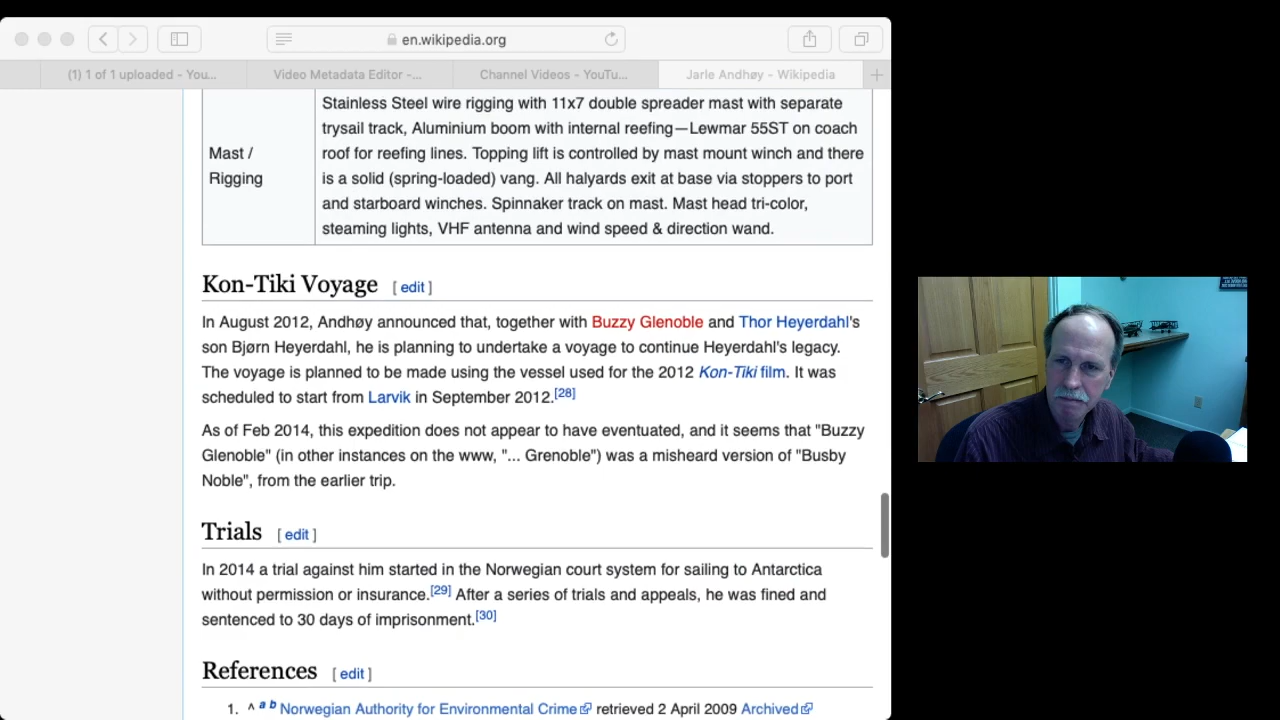 en.wikipedia.org
(1) 1 of 1 uploaded - You...
Video Metadata Editor -...
Channel Videos - YouTu...
Jarle Andhøy - Wikipedia
Mast /
Rigging
Stainless Steel wire rigging with 11x7 double spreader mast with separate
trysail track, Aluminium boom with internal reefing—Lewmar 55ST on coach
roof for reefing lines. Topping lift is controlled by mast mount winch and there
is a solid (spring-loaded) vang. All halyards exit at base via stoppers to port
and starboard winches. Spinnaker track on mast. Mast head tri-color,
steaming lights, VHF antenna and wind speed & direction wand.
Kon-Tiki Voyage [ edit ]
In August 2012, Andhøy announced that, together with Buzzy Glenoble and Thor Heyerdahl's
son Bjørn Heyerdahl, he is planning to undertake a voyage to continue Heyerdahl's legacy.
The voyage is planned to be made using the vessel used for the 2012 Kon-Tiki film. It was
scheduled to start from Larvik in September 2012.[28]
As of Feb 2014, this expedition does not appear to have eventuated, and it seems that "Buzzy
Glenoble" (in other instances on the www, "... Grenoble") was a misheard version of "Busby
Noble", from the earlier trip.
Trials [ edit ]
In 2014 a trial against him started in the Norwegian court system for sailing to Antarctica
without permission or insurance.[29] After a series of trials and appeals, he was fined and
sentenced to 30 days of imprisonment.[30]
References [ edit ]
1. ^ a b Norwegian Authority for Environmental Crime retrieved 2 April 2009 Archived